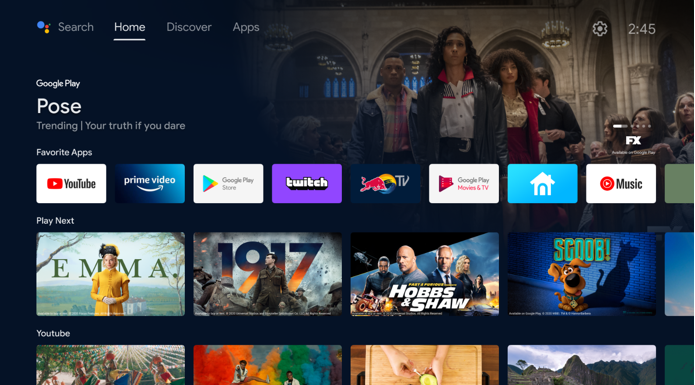 Search Home Discover Apps 2:45
Google Play
Pose
Trending | Your truth if you dare
FX
Available on Google Play
Favorite Apps
YouTube
prime video
Google Play
Store
twitch
TV
Google Play
Movies & TV
Music
Play Next
EMMA.
1917
FAST & FURIOUS
HOBBS
& SHAW
SCOOB!
Youtube